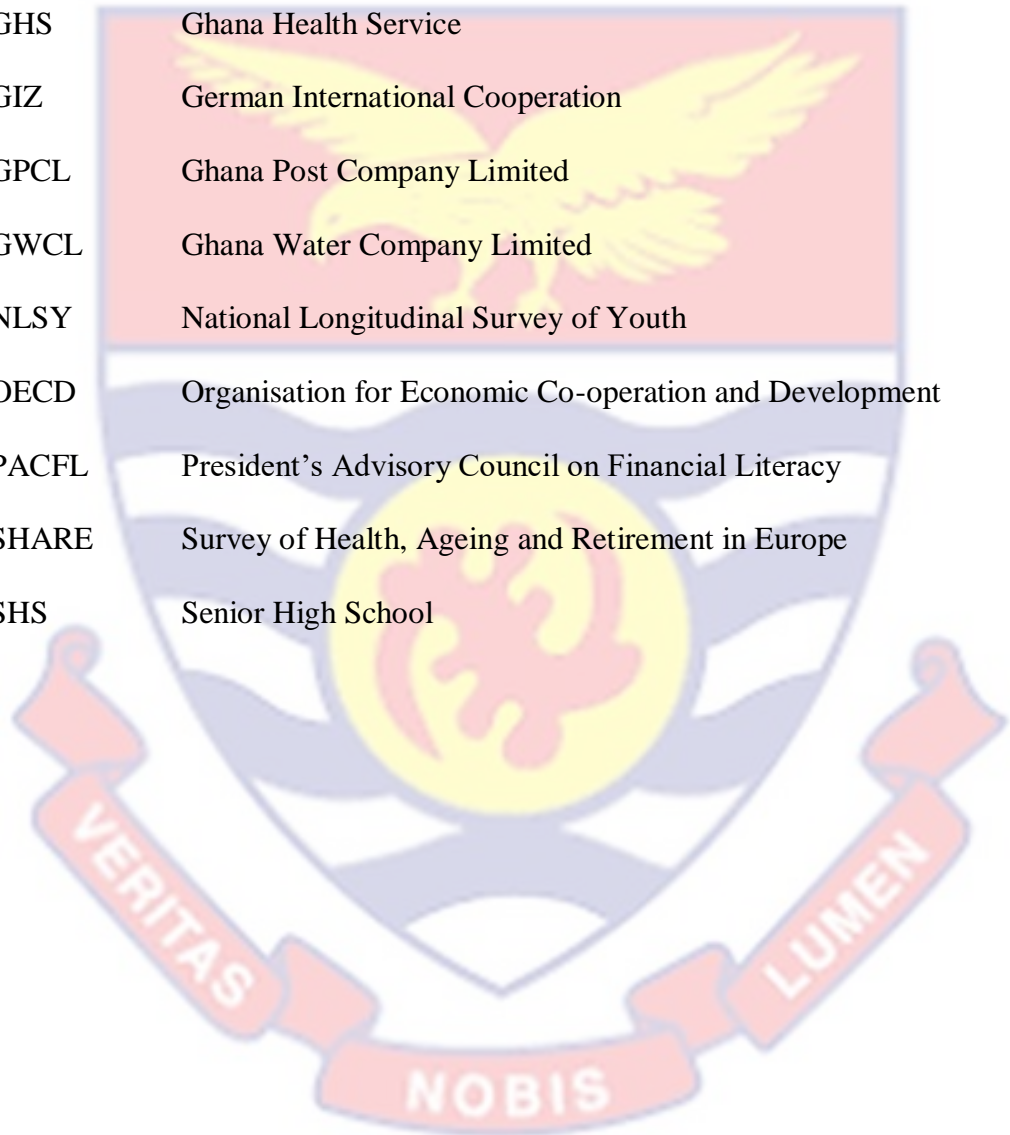 GHS Ghana Health Service
GIZ German International Cooperation
GPCL Ghana Post Company Limited
GWCL Ghana Water Company Limited
NLSY National Longitudinal Survey of Youth
OECD Organisation for Economic Co-operation and Development
PACFL President’s Advisory Council on Financial Literacy
SHARE Survey of Health, Ageing and Retirement in Europe
SHS Senior High School
VERITAS
NOBIS
LUMEN